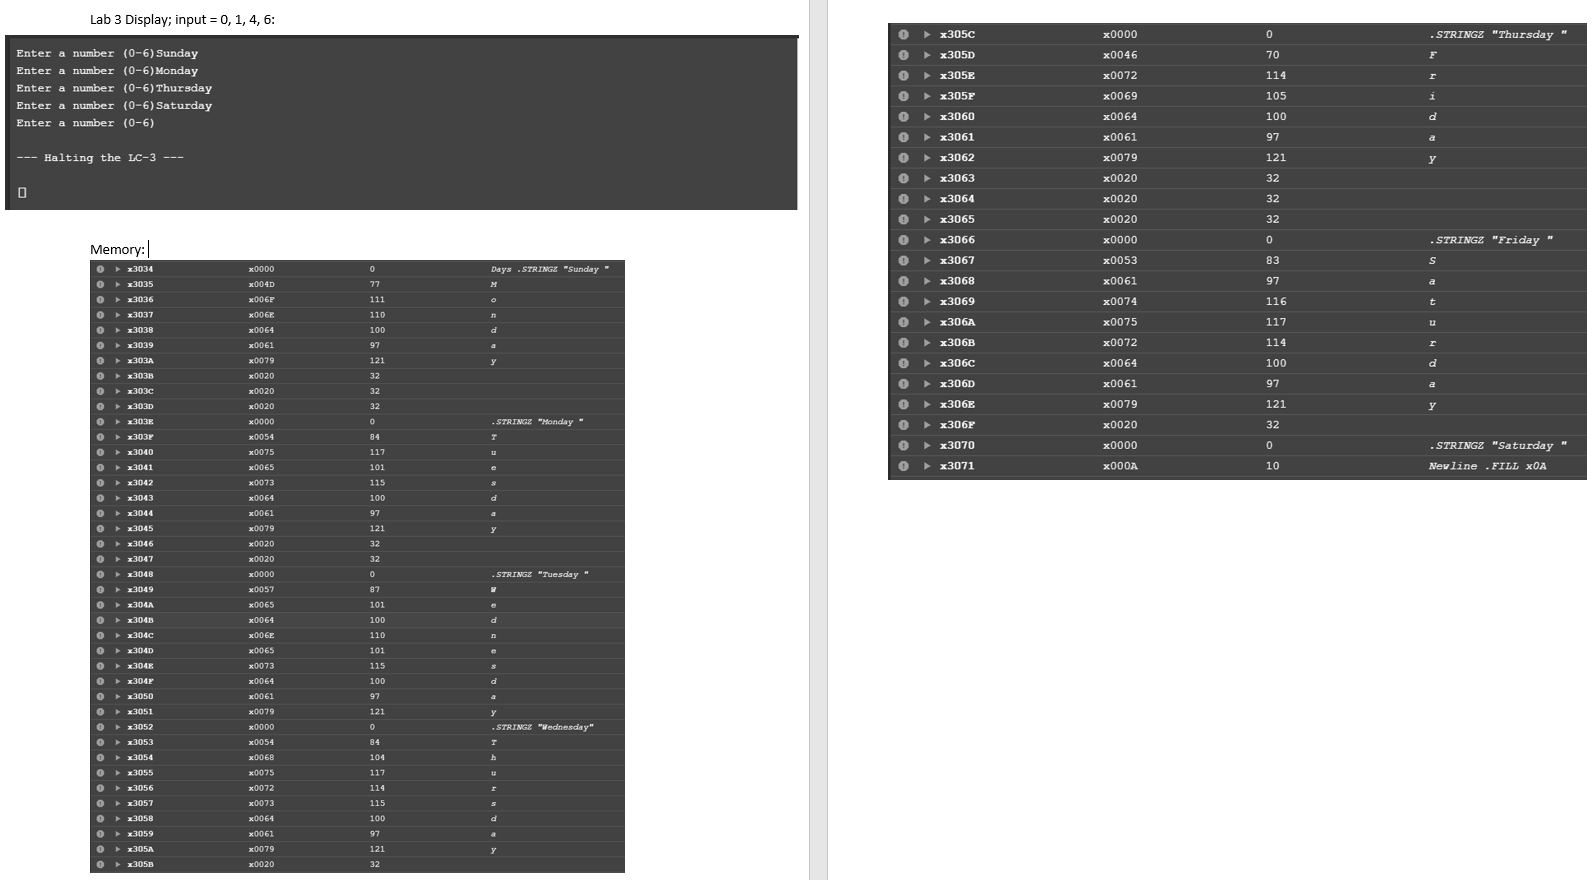 Lab 3 Display; input = 0, 1, 4, 6:
Enter a number (0-6)Sunday
Enter a number (0-6)Monday
Enter a number (0-6)Thursday
Enter a number (0-6)Saturday
Enter a number (0-6)
--- Halting the LC-3 ---
Memory:
x3034 x0000 0 Days .STRINGZ "Sunday "
x3035 x004D 77 M
x3036 x006F 111 o
x3037 x006E 110 n
x3038 x0064 100 d
x3039 x0061 97 a
x303A x0079 121 y
x303B x0020 32
x303C x0020 32
x303D x0020 32
x303E x0000 0 .STRINGZ "Monday "
x303F x0054 84 T
x3040 x0075 117 u
x3041 x0065 101 e
x3042 x0073 115 s
x3043 x0064 100 d
x3044 x0061 97 a
x3045 x0079 121 y
x3046 x0020 32
x3047 x0020 32
x3048 x0000 0 .STRINGZ "Tuesday "
x3049 x0057 87 W
x304A x0065 101 e
x304B x0064 100 d
x304C x006E 110 n
x304D x0065 101 e
x304E x0073 115 s
x304F x0064 100 d
x3050 x0061 97 a
x3051 x0079 121 y
x3052 x0000 0 .STRINGZ "Wednesday"
x3053 x0054 84 T
x3054 x0068 104 h
x3055 x0075 117 u
x3056 x0072 114 r
x3057 x0073 115 s
x3058 x0064 100 d
x3059 x0061 97 a
x305A x0079 121 y
x305B x0020 32
x305C x0000 0 .STRINGZ "Thursday "
x305D x0046 70 F
x305E x0072 114 r
x305F x0069 105 i
x3060 x0064 100 d
x3061 x0061 97 a
x3062 x0079 121 y
x3063 x0020 32
x3064 x0020 32
x3065 x0020 32
x3066 x0000 0 .STRINGZ "Friday "
x3067 x0053 83 S
x3068 x0061 97 a
x3069 x0074 116 t
x306A x0075 117 u
x306B x0072 114 r
x306C x0064 100 d
x306D x0061 97 a
x306E x0079 121 y
x306F x0020 32
x3070 x0000 0 .STRINGZ "Saturday "
x3071 x000A 10 Newline .FILL x0A